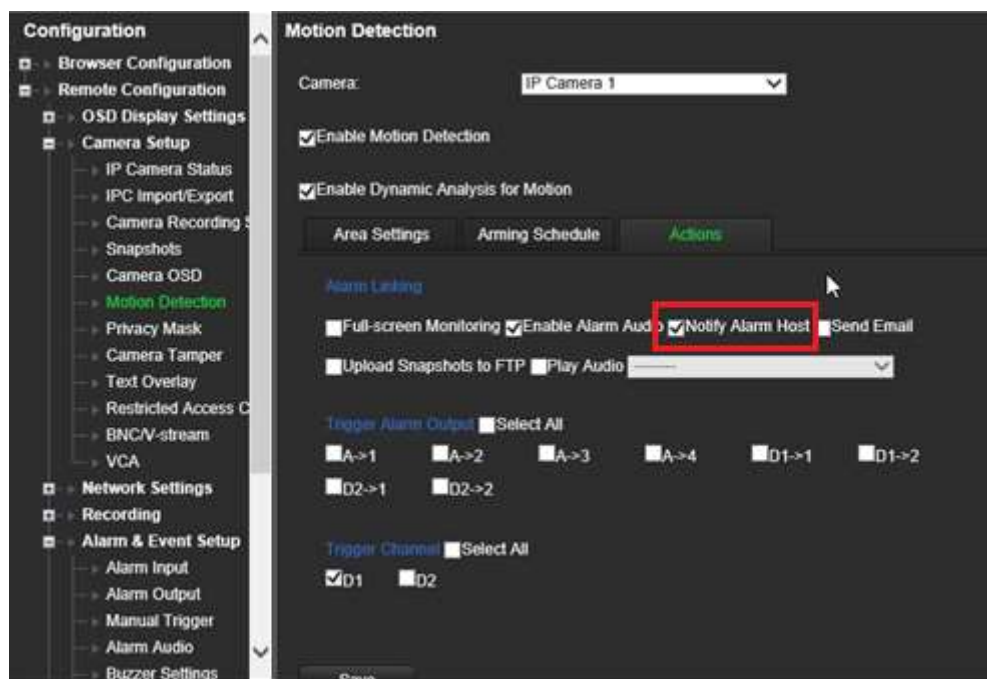 Configuration
Browser Configuration
Remote Configuration
OSD Display Settings
Camera Setup
IP Camera Status
IPC Import/Export
Camera Recording S
Snapshots
Camera OSD
Motion Detection
Privacy Mask
Camera Tamper
Text Overlay
Restricted Access C
BNC/V-stream
VCA
Network Settings
Recording
Alarm & Event Setup
Alarm Input
Alarm Output
Manual Trigger
Alarm Audio
Buzzer Settings
Motion Detection
Camera: IP Camera 1
Enable Motion Detection
Enable Dynamic Analysis for Motion
Area Settings Arming Schedule Actions
Alarm Linking
Full-screen Monitoring Enable Alarm Audio Notify Alarm Host Send Email
Upload Snapshots to FTP Play Audio --------
Trigger Alarm Output Select All
A->1 A->2 A->3 A->4 D1->1 D1->2
D2->1 D2->2
Trigger Channel Select All
D1 D2
Save